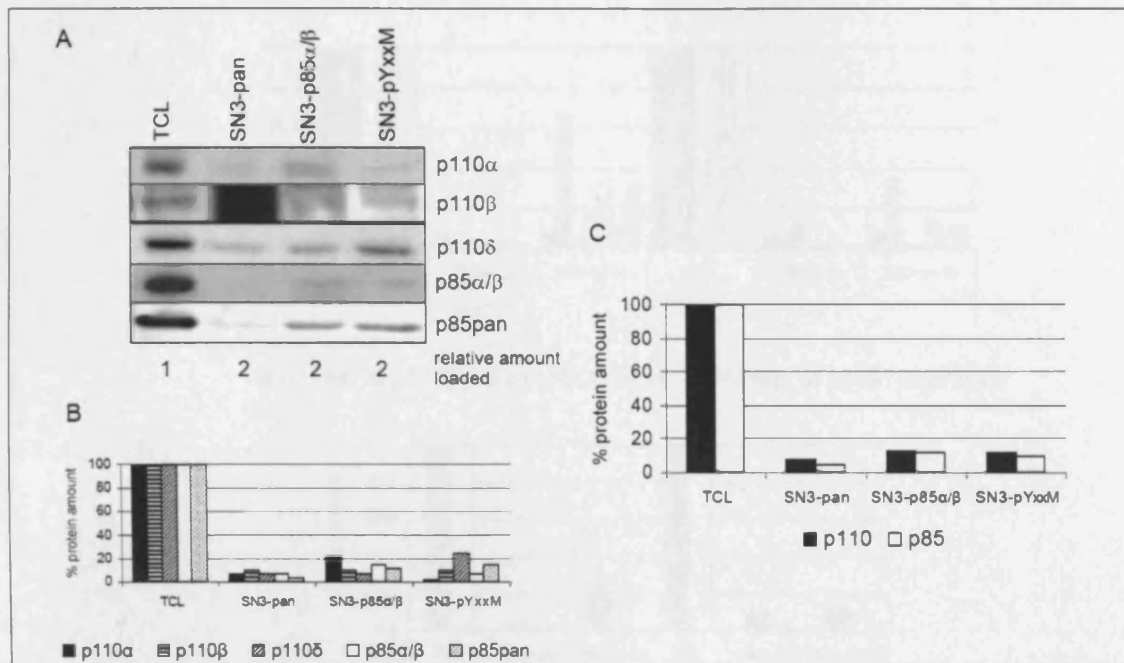 A
TCL
SN3-pan
SN3-p85α/β
SN3-pYxxM
p110α
p110β
p110δ
p85α/β
p85pan
1 2 2 2 relative amount loaded
B
% protein amount
100
80
60
40
20
0
TCL SN3-pan SN3-p85α/β SN3-pYxxM
p110α p110β p110δ p85α/β p85pan
C
% protein amount
100
80
60
40
20
0
TCL SN3-pan SN3-p85α/β SN3-pYxxM
p110 p85